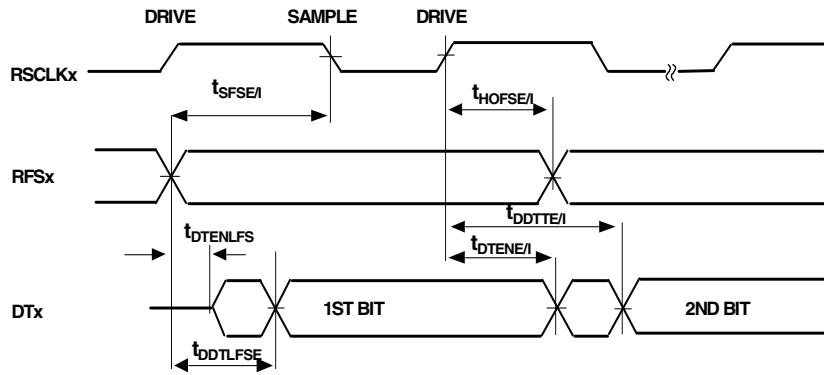 DRIVE SAMPLE DRIVE
RSCLKx
tSFSE/I
tHOFSE/I
RFSx
tDDTTE/I
tDTENLFS
tDTENE/I
DTx
1ST BIT
2ND BIT
tDDTLFSE